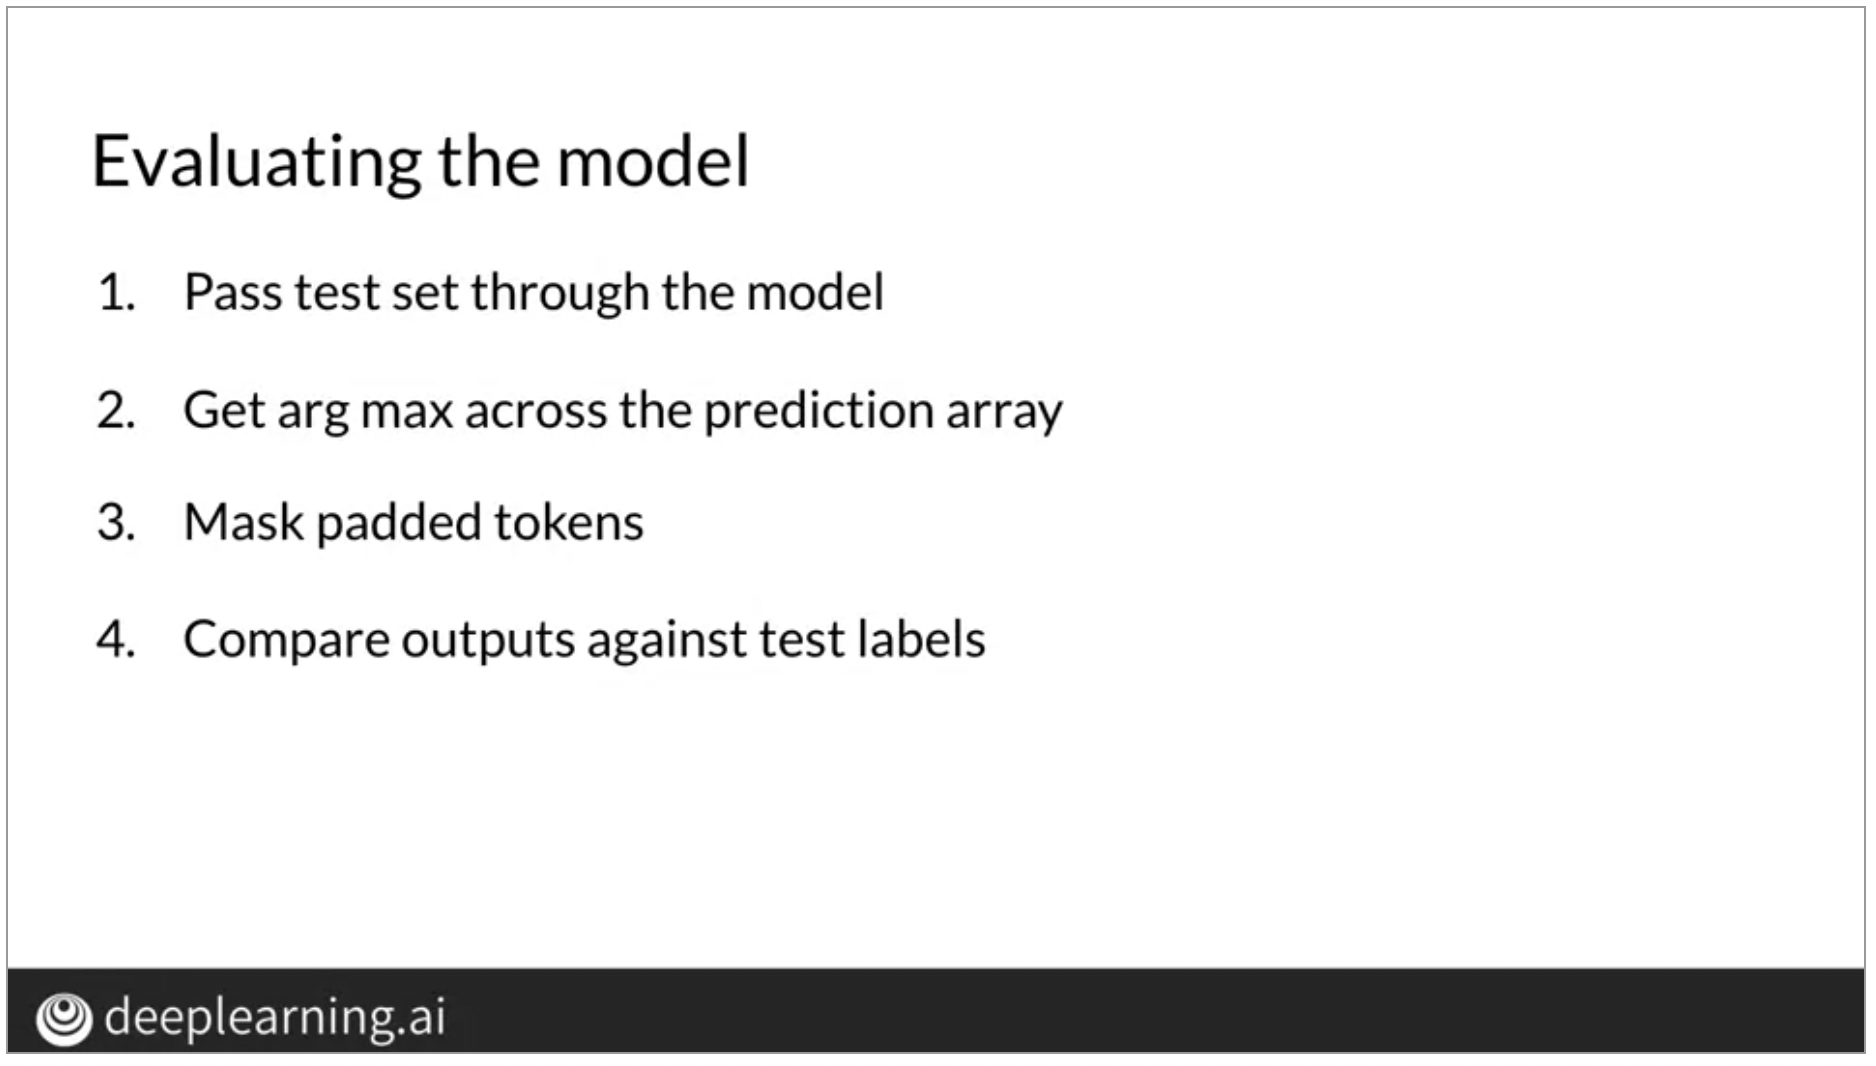 Evaluating the model
1. Pass test set through the model
2. Get arg max across the prediction array
3. Mask padded tokens
4. Compare outputs against test labels
deeplearning.ai